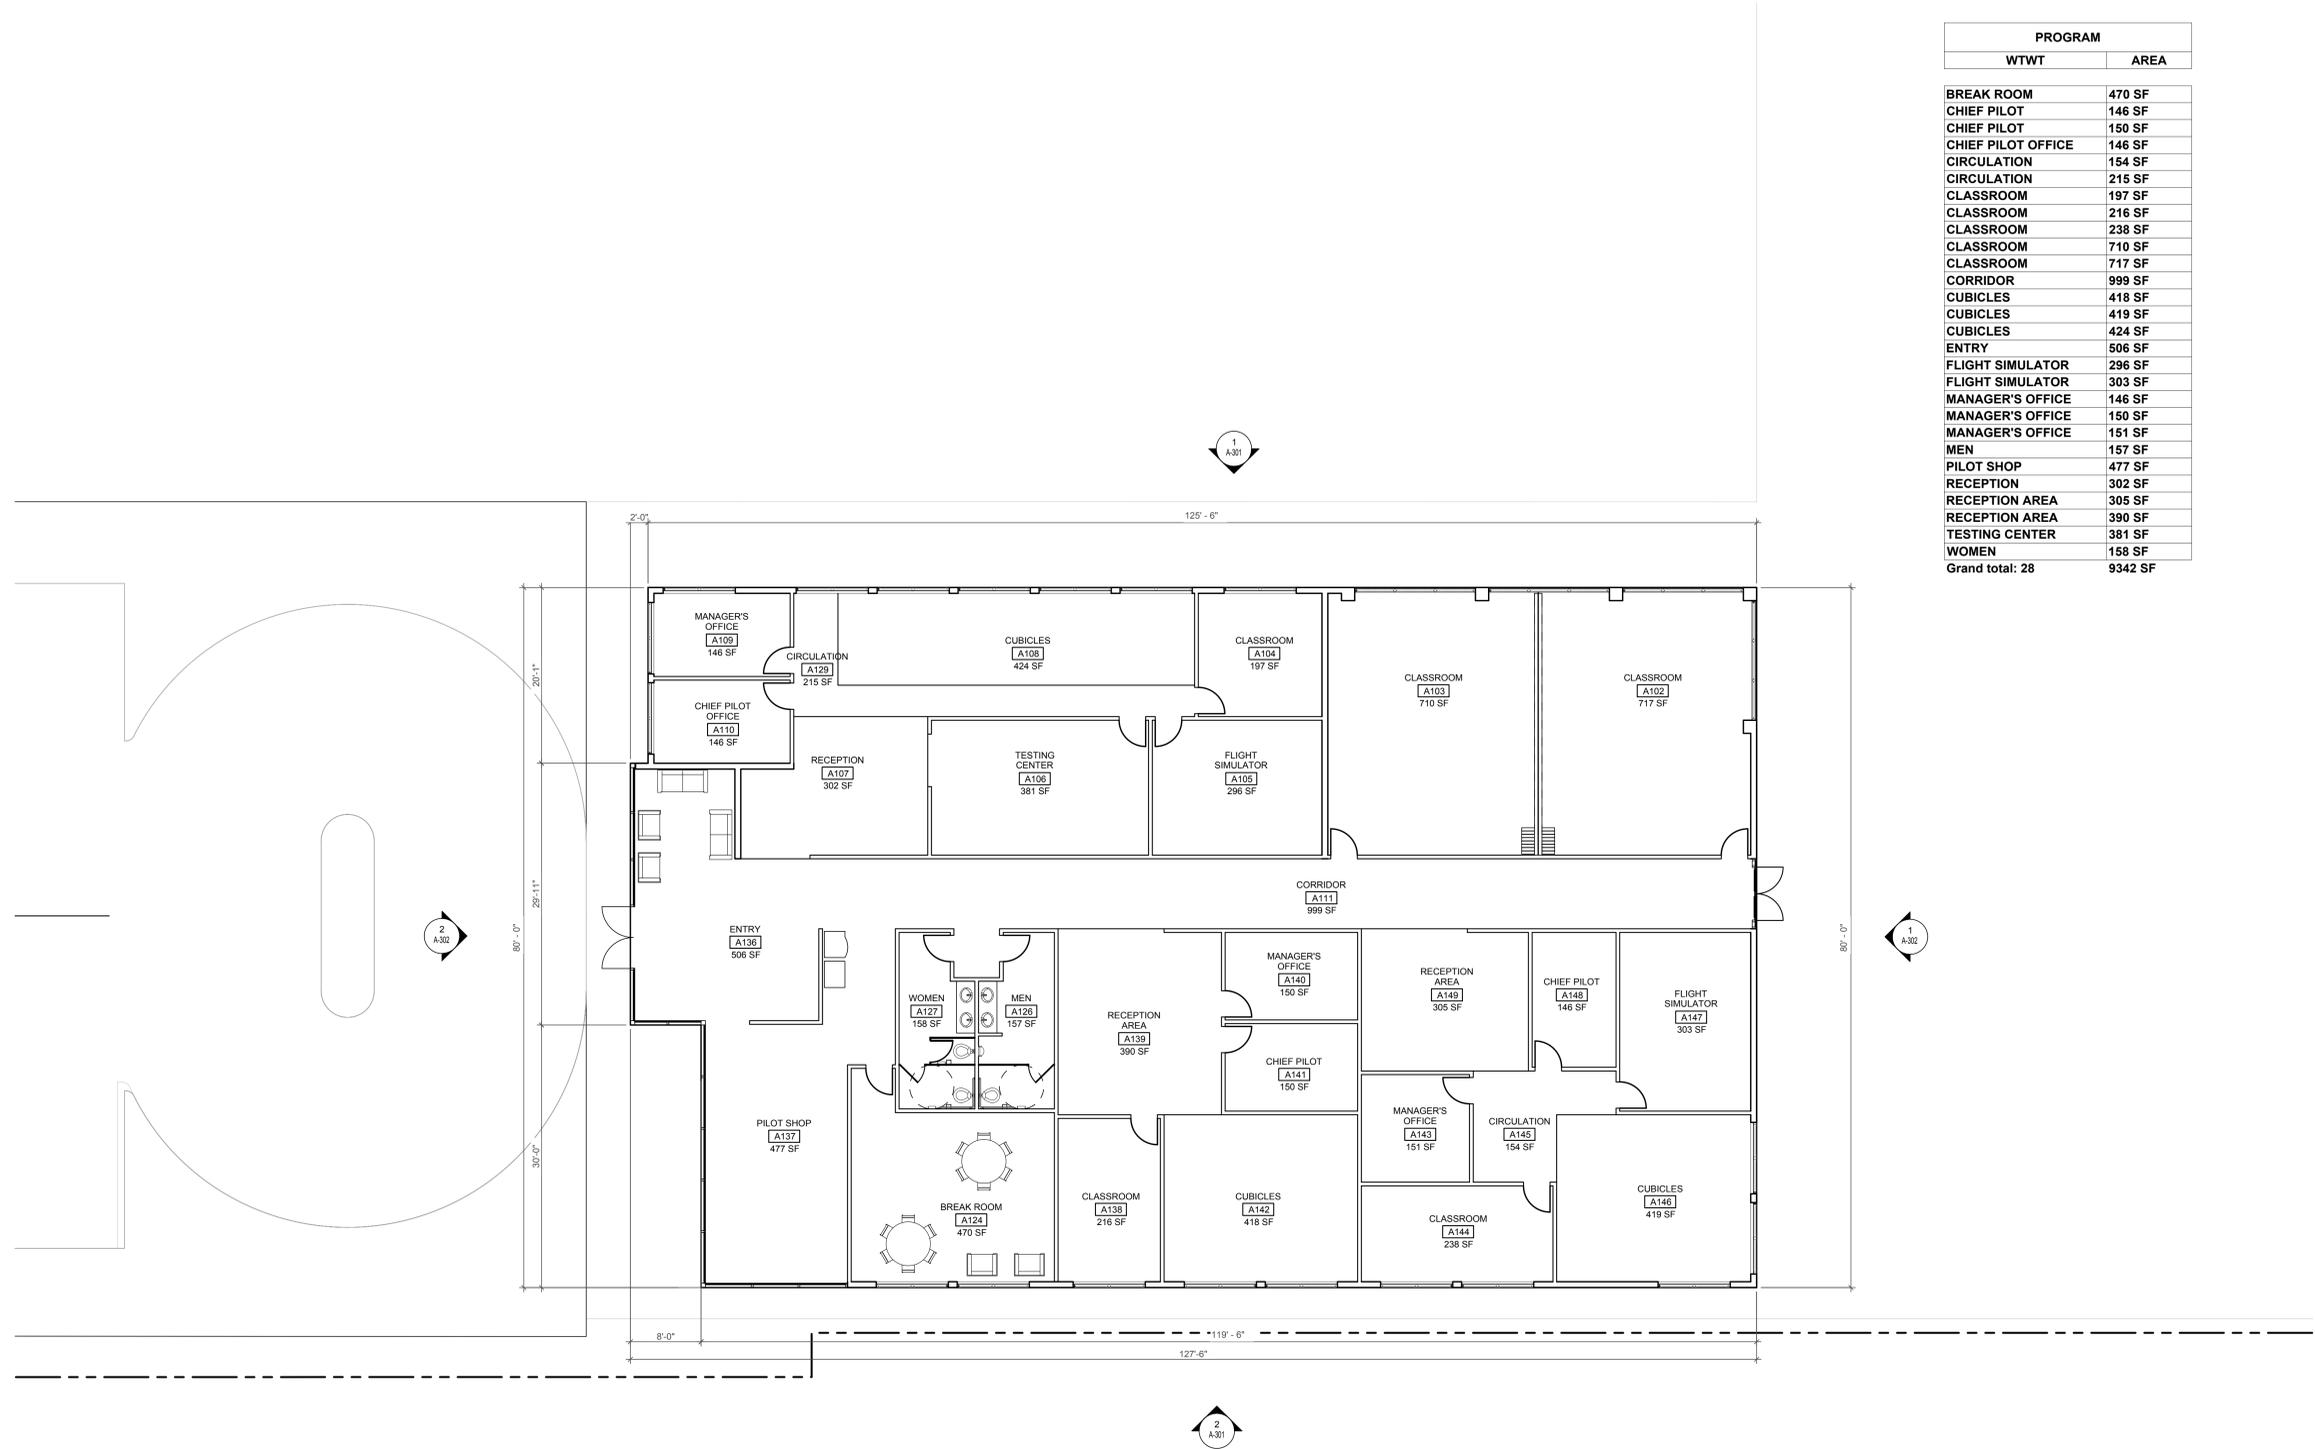 PROGRAM
WTWT AREA
BREAK ROOM 470 SF
CHIEF PILOT 146 SF
CHIEF PILOT 150 SF
CHIEF PILOT OFFICE 146 SF
CIRCULATION 154 SF
CIRCULATION 215 SF
CLASSROOM 197 SF
CLASSROOM 216 SF
CLASSROOM 238 SF
CLASSROOM 710 SF
CLASSROOM 717 SF
CORRIDOR 999 SF
CUBICLES 418 SF
CUBICLES 419 SF
CUBICLES 424 SF
ENTRY 506 SF
FLIGHT SIMULATOR 296 SF
FLIGHT SIMULATOR 303 SF
MANAGER'S OFFICE 146 SF
MANAGER'S OFFICE 150 SF
MANAGER'S OFFICE 151 SF
MEN 157 SF
PILOT SHOP 477 SF
RECEPTION 302 SF
RECEPTION AREA 305 SF
RECEPTION AREA 390 SF
TESTING CENTER 381 SF
WOMEN 158 SF
Grand total: 28 9342 SF
1
A-301
2'-0"
125' - 6"
MANAGER'S
OFFICE
A109
146 SF
CIRCULATION
A129
215 SF
CUBICLES
A108
424 SF
CLASSROOM
A104
197 SF
CLASSROOM
A103
710 SF
CLASSROOM
A102
717 SF
20'-1"
CHIEF PILOT
OFFICE
A110
146 SF
RECEPTION
A107
302 SF
TESTING
CENTER
A106
381 SF
FLIGHT
SIMULATOR
A105
296 SF
29'-11"
80' - 0"
2
A-302
CORRIDOR
A111
999 SF
ENTRY
A136
506 SF
80' - 0"
1
A-302
WOMEN
A127
158 SF
MEN
A126
157 SF
RECEPTION
AREA
A139
390 SF
MANAGER'S
OFFICE
A140
150 SF
CHIEF PILOT
A141
150 SF
RECEPTION
AREA
A149
305 SF
CHIEF PILOT
A148
146 SF
FLIGHT
SIMULATOR
A147
303 SF
30'-0"
PILOT SHOP
A137
477 SF
BREAK ROOM
A124
470 SF
CLASSROOM
A138
216 SF
CUBICLES
A142
418 SF
MANAGER'S
OFFICE
A143
151 SF
CIRCULATION
A145
154 SF
CLASSROOM
A144
238 SF
CUBICLES
A146
419 SF
8'-0"
119' - 6"
127'-6"
2
A-301